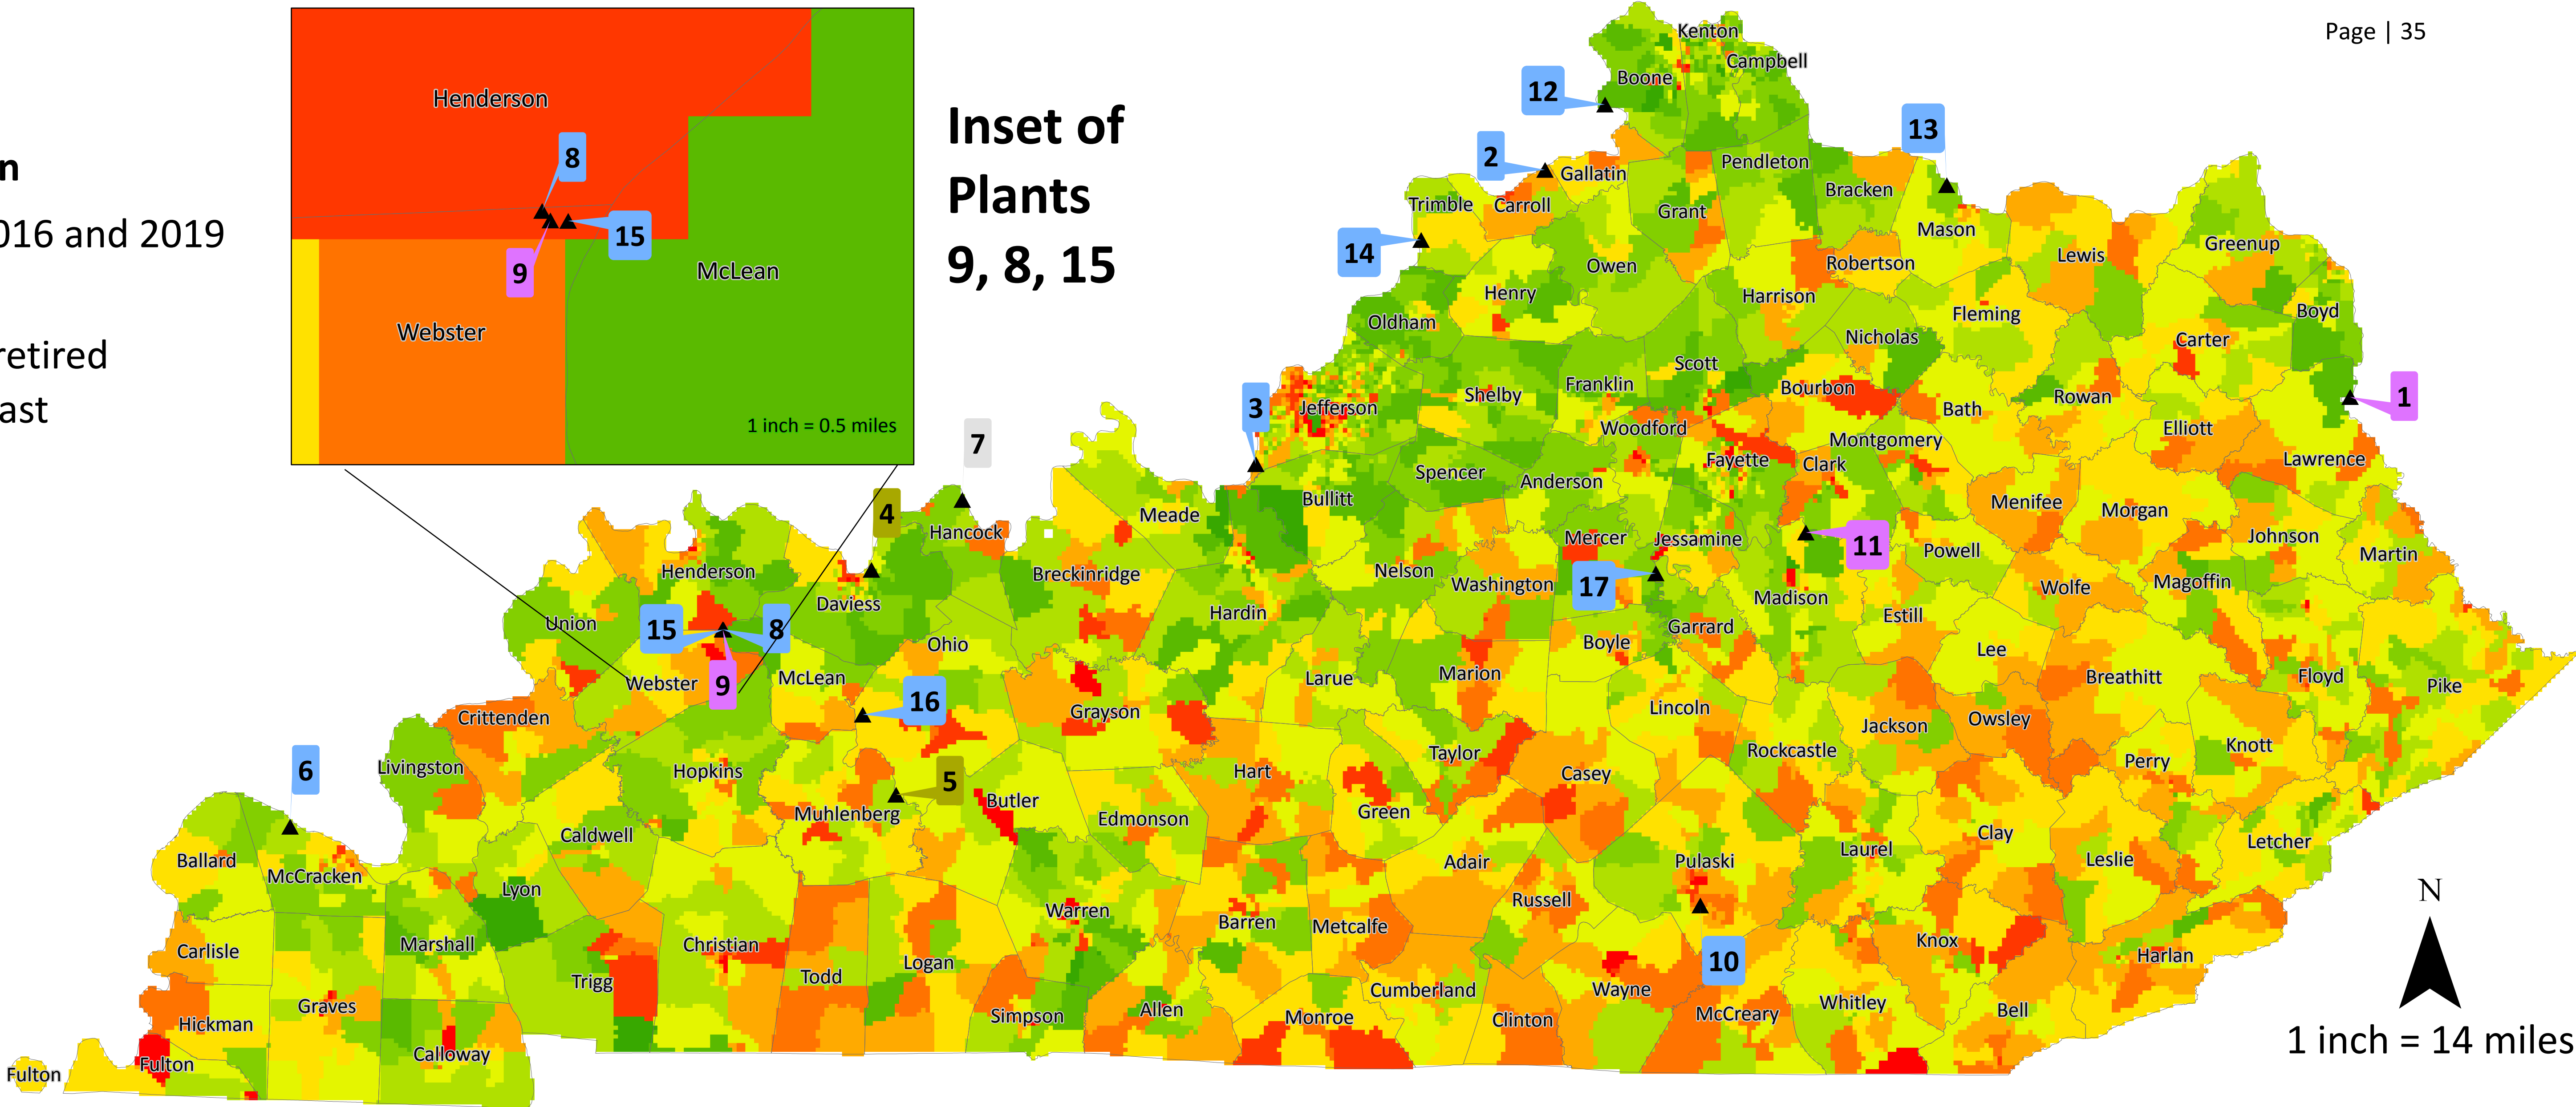 Page | 35
n
016 and 2019
retired
ast
Henderson
8
15
9
McLean
Webster
1 inch = 0.5 miles
Inset of
Plants
9, 8, 15
Kenton
Campbell
Boone
12
13
2
Gallatin
Pendleton
Bracken
Trimble
Carroll
Grant
Mason
14
Owen
Robertson
Lewis
Greenup
Henry
Harrison
Oldham
Fleming
Boyd
Nicholas
Carter
Scott
Shelby
Franklin
Bourbon
Rowan
1
3
Jefferson
Bath
Woodford
Elliott
7
Montgomery
Fayette
Clark
Lawrence
Spencer
Anderson
Bullitt
Menifee
Morgan
4
Meade
Hancock
Mercer
Jessamine
11
Powell
Johnson
Martin
Henderson
Breckinridge
Nelson
Washington
17
Wolfe
Magoffin
Daviess
Hardin
Madison
Estill
Union
15
8
Garrard
Ohio
Boyle
Lee
Webster
9
McLean
Larue
Marion
Breathitt
Floyd
Pike
16
Crittenden
Grayson
Lincoln
Jackson
Owsley
Livingston
Hopkins
Hart
Taylor
Casey
Rockcastle
Perry
Knott
6
5
Butler
Muhlenberg
Edmonson
Green
Caldwell
Clay
Letcher
Ballard
McCracken
Adair
Pulaski
Laurel
Leslie
Lyon
Russell
Warren
Barren
Metcalfe
Carlisle
Marshall
Christian
Knox
Harlan
Trigg
Todd
Logan
10
N
Graves
Cumberland
Wayne
Whitley
Hickman
Simpson
Allen
Monroe
Clinton
McCreary
Bell
Calloway
Fulton
Fulton
1 inch = 14 miles